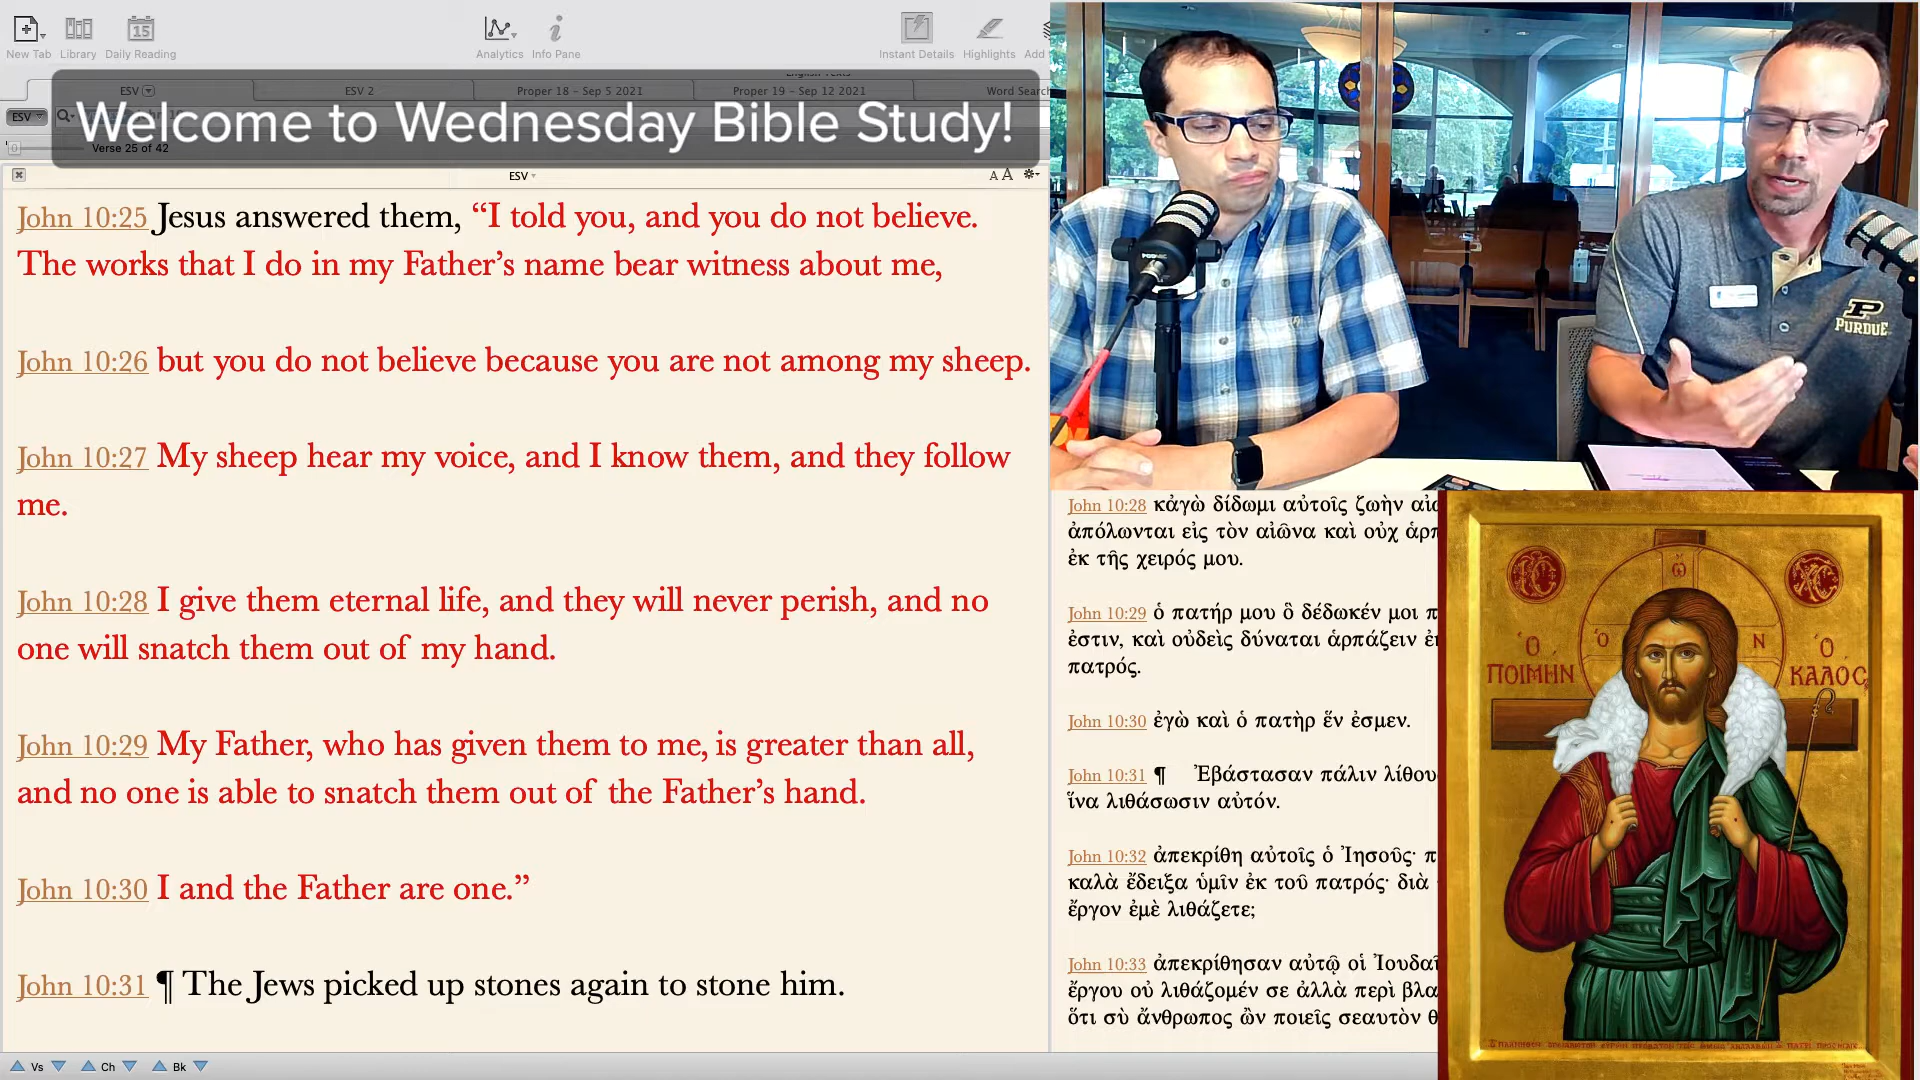 New Tab
Library
15
Daily Reading
Analytics
Info Pane
Instant Details
Highlights
Add
ESV
ESV 2
Proper 18 - Sep 5 2021
Proper 19 - Sep 12 2021
Word Search
ESV
Welcome to Wednesday Bible Study!
Verse 25 of 42
ESV
A A
John 10:25 Jesus answered them, “I told you, and you do not believe.
The works that I do in my Father’s name bear witness about me,
John 10:26 but you do not believe because you are not among my sheep.
John 10:27 My sheep hear my voice, and I know them, and they follow
me.
John 10:28 I give them eternal life, and they will never perish, and no
one will snatch them out of my hand.
John 10:29 My Father, who has given them to me, is greater than all,
and no one is able to snatch them out of the Father’s hand.
John 10:30 I and the Father are one.”
John 10:31 ¶ The Jews picked up stones again to stone him.
Vs
Ch
Bk
P
PURDUE
John 10:28 κἀγὼ δίδωμι αὐτοῖς ζωὴν
ἀπόλωνται εἰς τὸν αἰῶνα καὶ οὐχ
ἐκ τῆς χειρός μου.
John 10:29 ὁ πατήρ μου ὃ δέδωκέν μοι
ἐστιν, καὶ οὐδεὶς δύναται ἁρπάζειν
πατρός.
John 10:30 ἐγὼ καὶ ὁ πατὴρ ἕν ἐσμεν.
John 10:31 ¶ Ἐβάστασαν πάλιν
ἵνα λιθάσωσιν αὐτόν.
John 10:32 ἀπεκρίθη αὐτοῖς ὁ Ἰησοῦς·
καλὰ ἔδειξα ὑμῖν ἐκ τοῦ πατρός· διὰ
ἔργον ἐμὲ λιθάζετε;
John 10:33 ἀπεκρίθησαν αὐτῷ οἱ
ἔργου οὐ λιθάζομέν σε ἀλλὰ περὶ
ὅτι σὺ ἄνθρωπος ὢν ποιεῖς σεαυτὸν
IC
XC
ὁ ὤ Ν
Ὁ
ΠΟΙΜΗΝ
Ὁ
ΚΑΛΟϹ